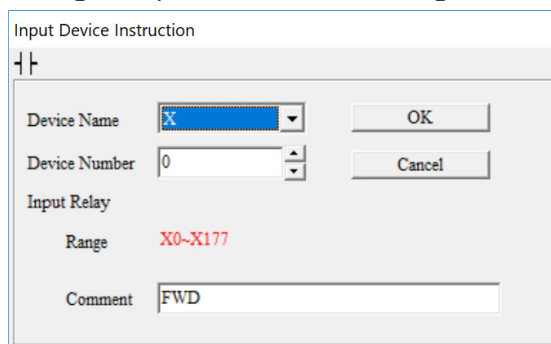 Input Device Instruction
Device Name X OK
Device Number 0 Cancel
Input Relay
Range X0~X177
Comment FWD